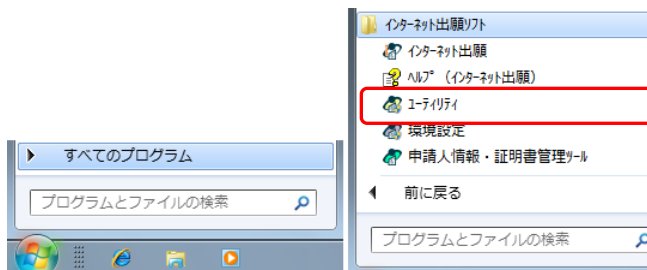 すべてのプログラム
プログラムとファイルの検索
インターネット出願ソフト
インターネット出願
ヘルプ (インターネット出願)
ユーティリティ
環境設定
申請人情報・証明書管理ツール
前に戻る
プログラムとファイルの検索